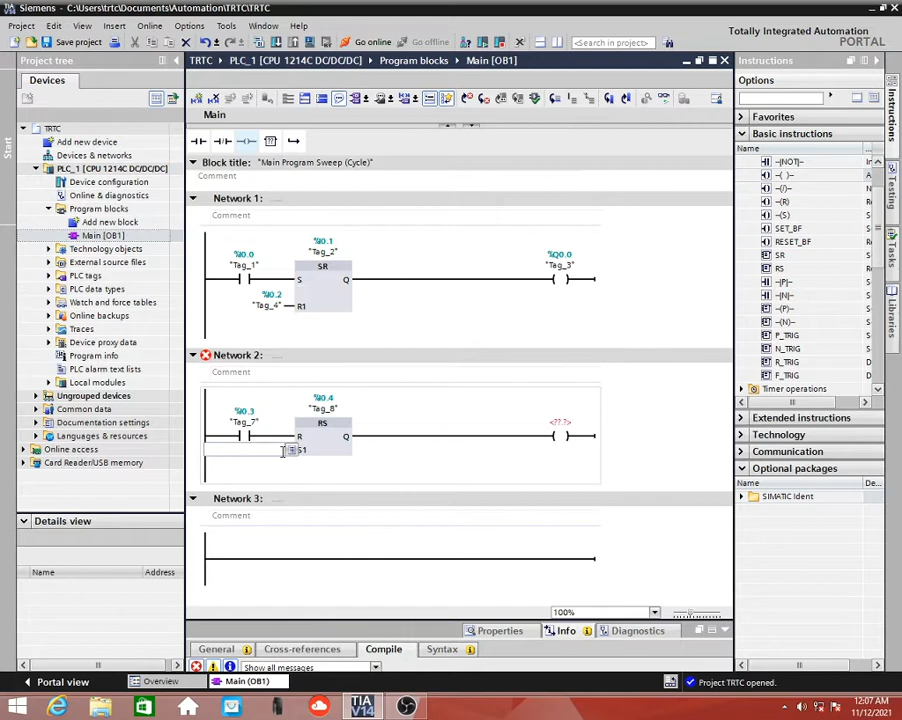 Siemens - C:\Users\trtc\Documents\Automation\TRTC\TRTC
Project Edit View Insert Online Options Tools Window Help
Totally Integrated Automation
PORTAL
Save project Go online Go offline <Search in project>
Project tree
TRTC PLC_1 [CPU 1214C DC/DC/DC] Program blocks Main [OB1]
Instructions
Devices
Options
Start
Main
Favorites
Basic instructions
Name
TRTC
Add new device
Devices & networks
PLC_1 [CPU 1214C DC/DC/DC]
Device configuration
Online & diagnostics
Program blocks
Add new block
Main [OB1]
Technology objects
External source files
PLC tags
PLC data types
Watch and force tables
Online backups
Traces
Device proxy data
Program info
PLC alarm text lists
Local modules
Ungrouped devices
Common data
Documentation settings
Languages & resources
Online access
Card Reader/USB memory
Details view
Name Address
Block title: "Main Program Sweep (Cycle)"
Comment
Network 1:
Comment
%I0.0
"Tag_1"
%I0.1
"Tag_2"
SR
S Q
%I0.2
"Tag_4"
R1
%Q0.0
"Tag_3"
Network 2:
Comment
%I0.3
"Tag_7"
%I0.4
"Tag_8"
RS
R Q
S1
<??.?>
Network 3:
Comment
100%
Properties Info Diagnostics
General Cross-references Compile Syntax
Show all messages
-|NOT|-
-( )-
-(/)-
-(R)
-(S)
SET_BF
RESET_BF
SR
RS
-|P|-
-|N|-
-(P)-
-(N)-
P_TRIG
N_TRIG
R_TRIG
F_TRIG
Timer operations
Extended instructions
Technology
Communication
Optional packages
Name De...
SIMATIC Ident
Instructions
Testing
Tasks
Libraries
Portal view Overview Main (OB1) Project TRTC opened.
TIA
V14
12:07 AM
11/12/2021